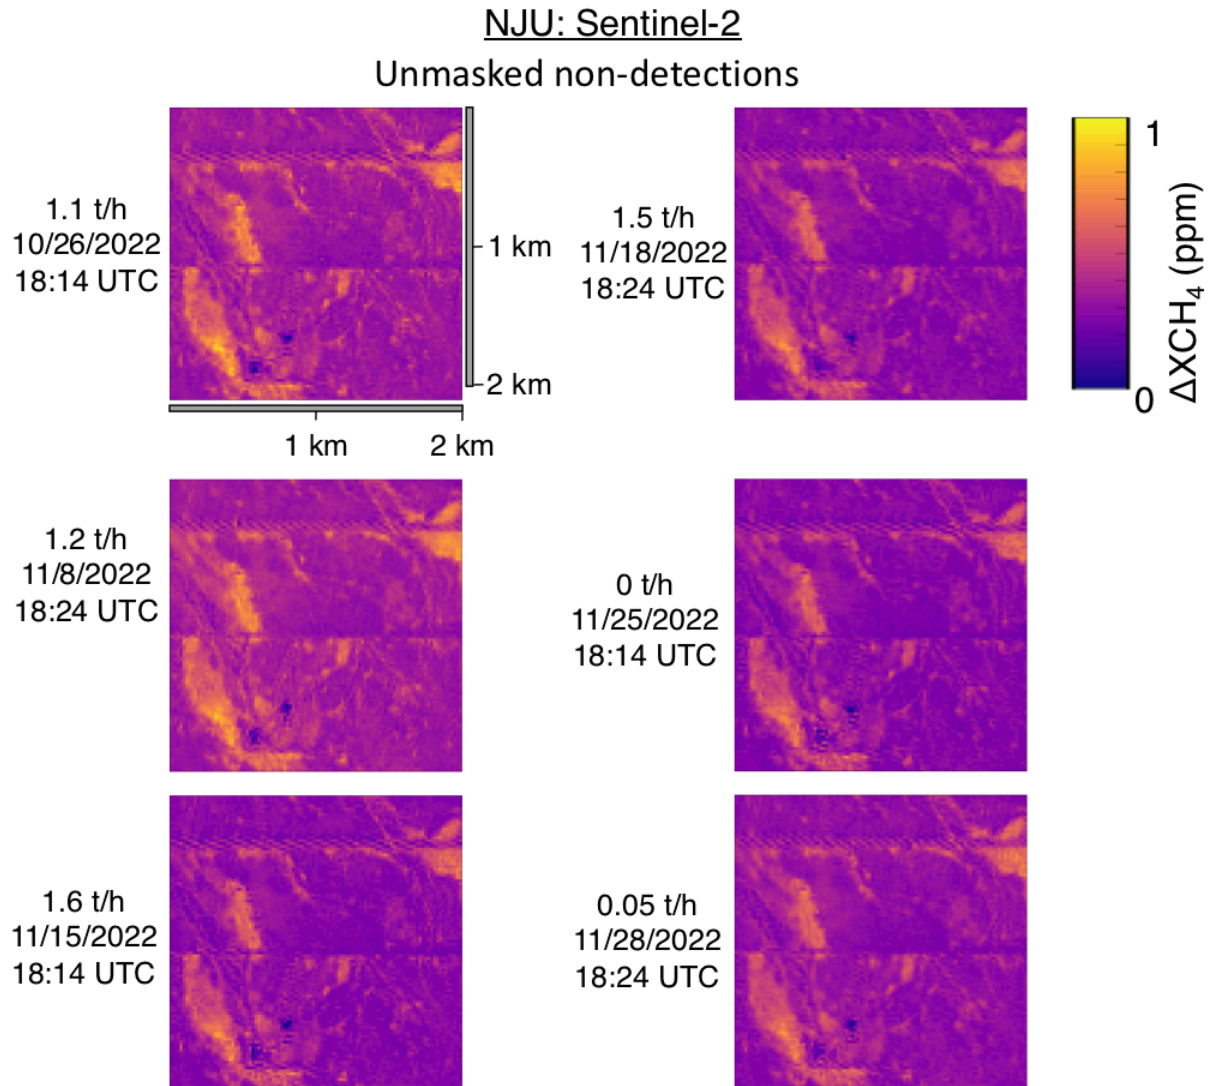 NJU: Sentinel-2
Unmasked non-detections
1.1 t/h
10/26/2022
18:14 UTC
1 km
2 km
1 km
2 km
1.5 t/h
11/18/2022
18:24 UTC
1
0
ΔXCH₄ (ppm)
1.2 t/h
11/8/2022
18:24 UTC
0 t/h
11/25/2022
18:14 UTC
1.6 t/h
11/15/2022
18:14 UTC
0.05 t/h
11/28/2022
18:24 UTC